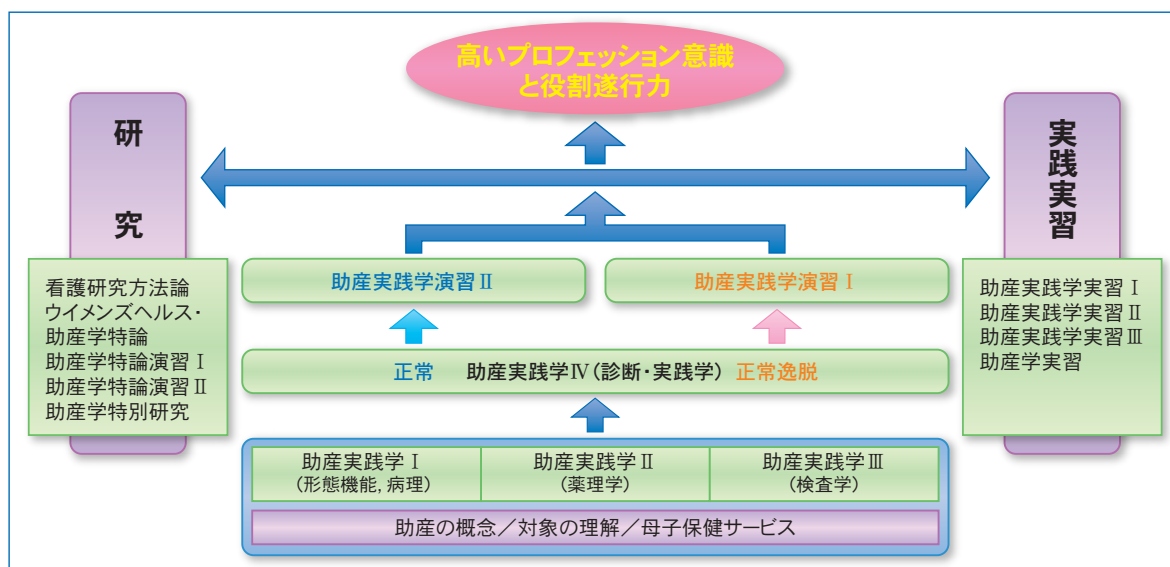 高いプロフェッション意識
と役割遂行力
研究
看護研究方法論
ウイメンズヘルス・
助産学特論
助産学特論演習Ⅰ
助産学特論演習Ⅱ
助産学特別研究
実践実習
助産実践学実習Ⅰ
助産実践学実習Ⅱ
助産実践学実習Ⅲ
助産学実習
助産実践学演習Ⅱ
助産実践学演習Ⅰ
正常 助産実践学Ⅳ(診断・実践学) 正常逸脱
助産実践学Ⅰ
(形態機能, 病理)
助産実践学Ⅱ
(薬理学)
助産実践学Ⅲ
(検査学)
助産の概念／対象の理解／母子保健サービス